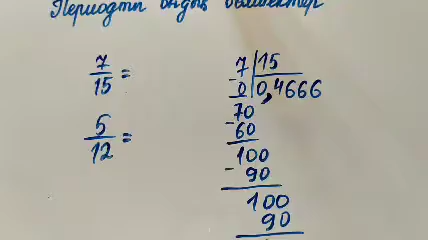 Периодты ондық бөлшектер
7/15 =
5/12 =
7 | 15
- 0 | 0,4666
70
- 60
100
- 90
100
90